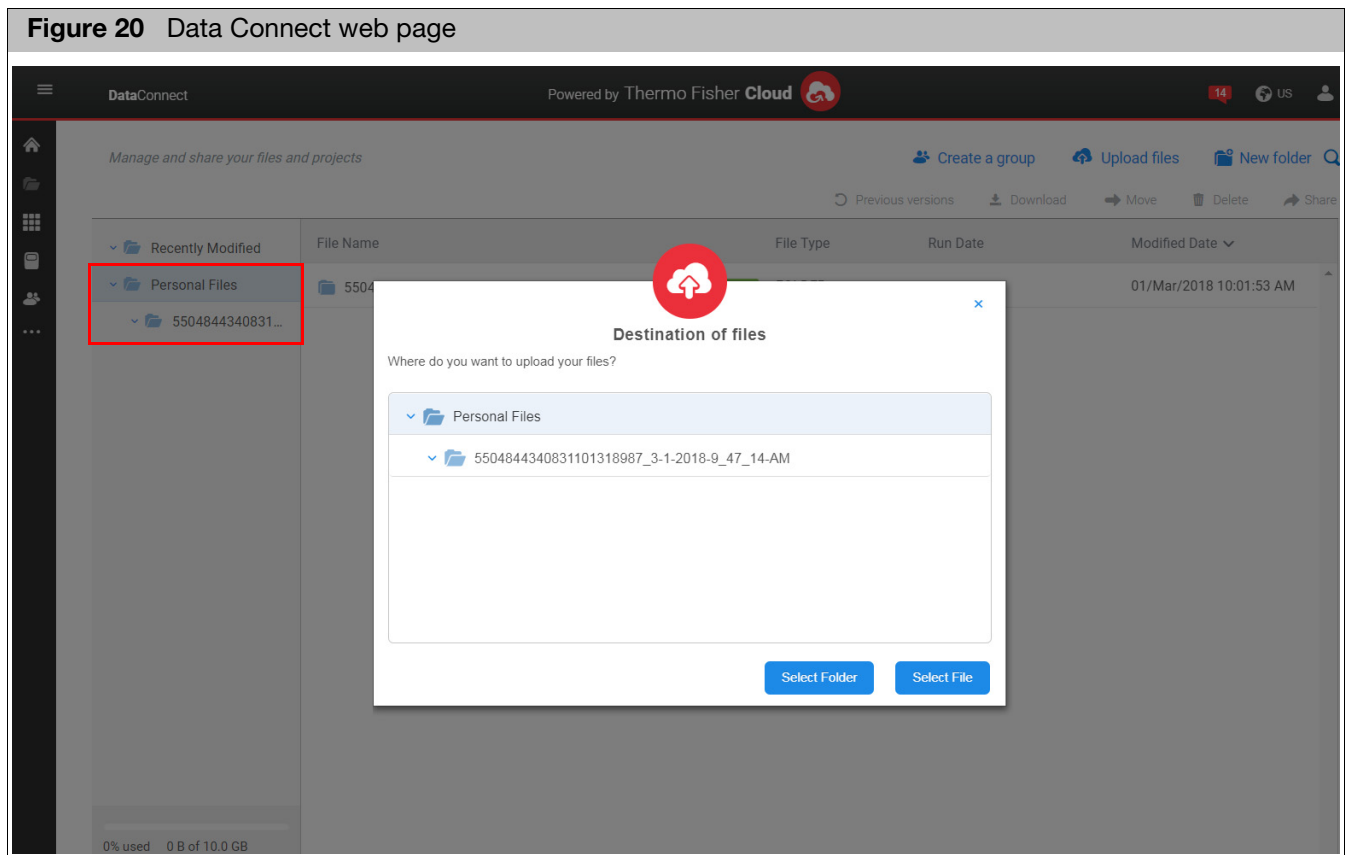 Figure 20 Data Connect web page
DataConnect
Powered by Thermo Fisher Cloud
14
US
Manage and share your files and projects
Create a group
Upload files
New folder
Previous versions
Download
Move
Delete
Share
Recently Modified
File Name
File Type
Run Date
Modified Date
Personal Files
5504
01/Mar/2018 10:01:53 AM
5504844340831...
×
Destination of files
Where do you want to upload your files?
Personal Files
5504844340831101318987_3-1-2018-9_47_14-AM
Select Folder
Select File
0% used 0 B of 10.0 GB